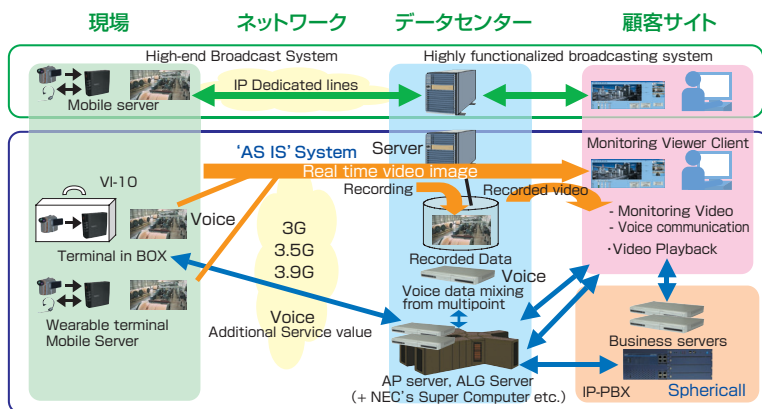 現場
ネットワーク
データセンター
顧客サイト
High-end Broadcast System
Highly functionalized broadcasting system
IP Dedicated lines
Mobile server
'AS IS' System
Server
Monitoring Viewer Client
Real time video image
VI-10
Recording
Recorded video
Voice
- Monitoring Video
- Voice communication
・Video Playback
3G
3.5G
3.9G
Terminal in BOX
Recorded Data
Voice
Voice data mixing
from multipoint
Voice
Additional Service value
Wearable terminal
Mobile Server
Business servers
AP server, ALG Server
(+ NEC's Super Computer etc.)
IP-PBX
Sphericall